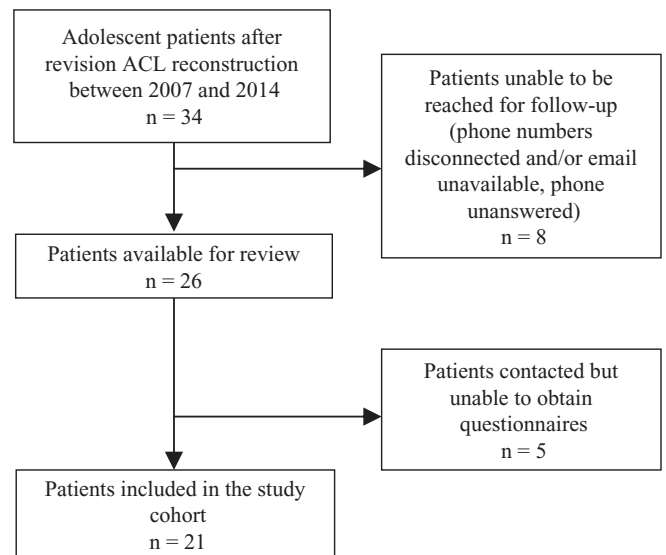 Adolescent patients after
revision ACL reconstruction
between 2007 and 2014
n = 34
Patients unable to be
reached for follow-up
(phone numbers
disconnected and/or email
unavailable, phone
unanswered)
n = 8
Patients available for review
n = 26
Patients contacted but
unable to obtain
questionnaires
n = 5
Patients included in the study
cohort
n = 21